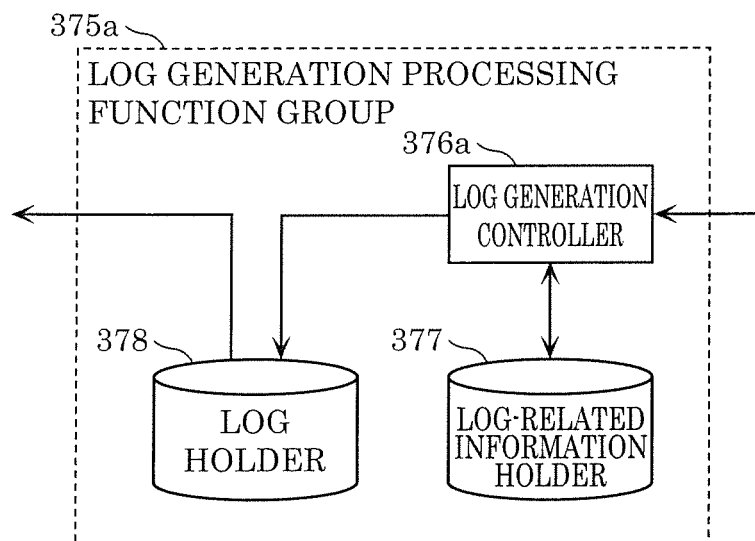 375a
LOG GENERATION PROCESSING
FUNCTION GROUP
376a
LOG GENERATION
CONTROLLER
378
LOG
HOLDER
377
LOG-RELATED
INFORMATION
HOLDER